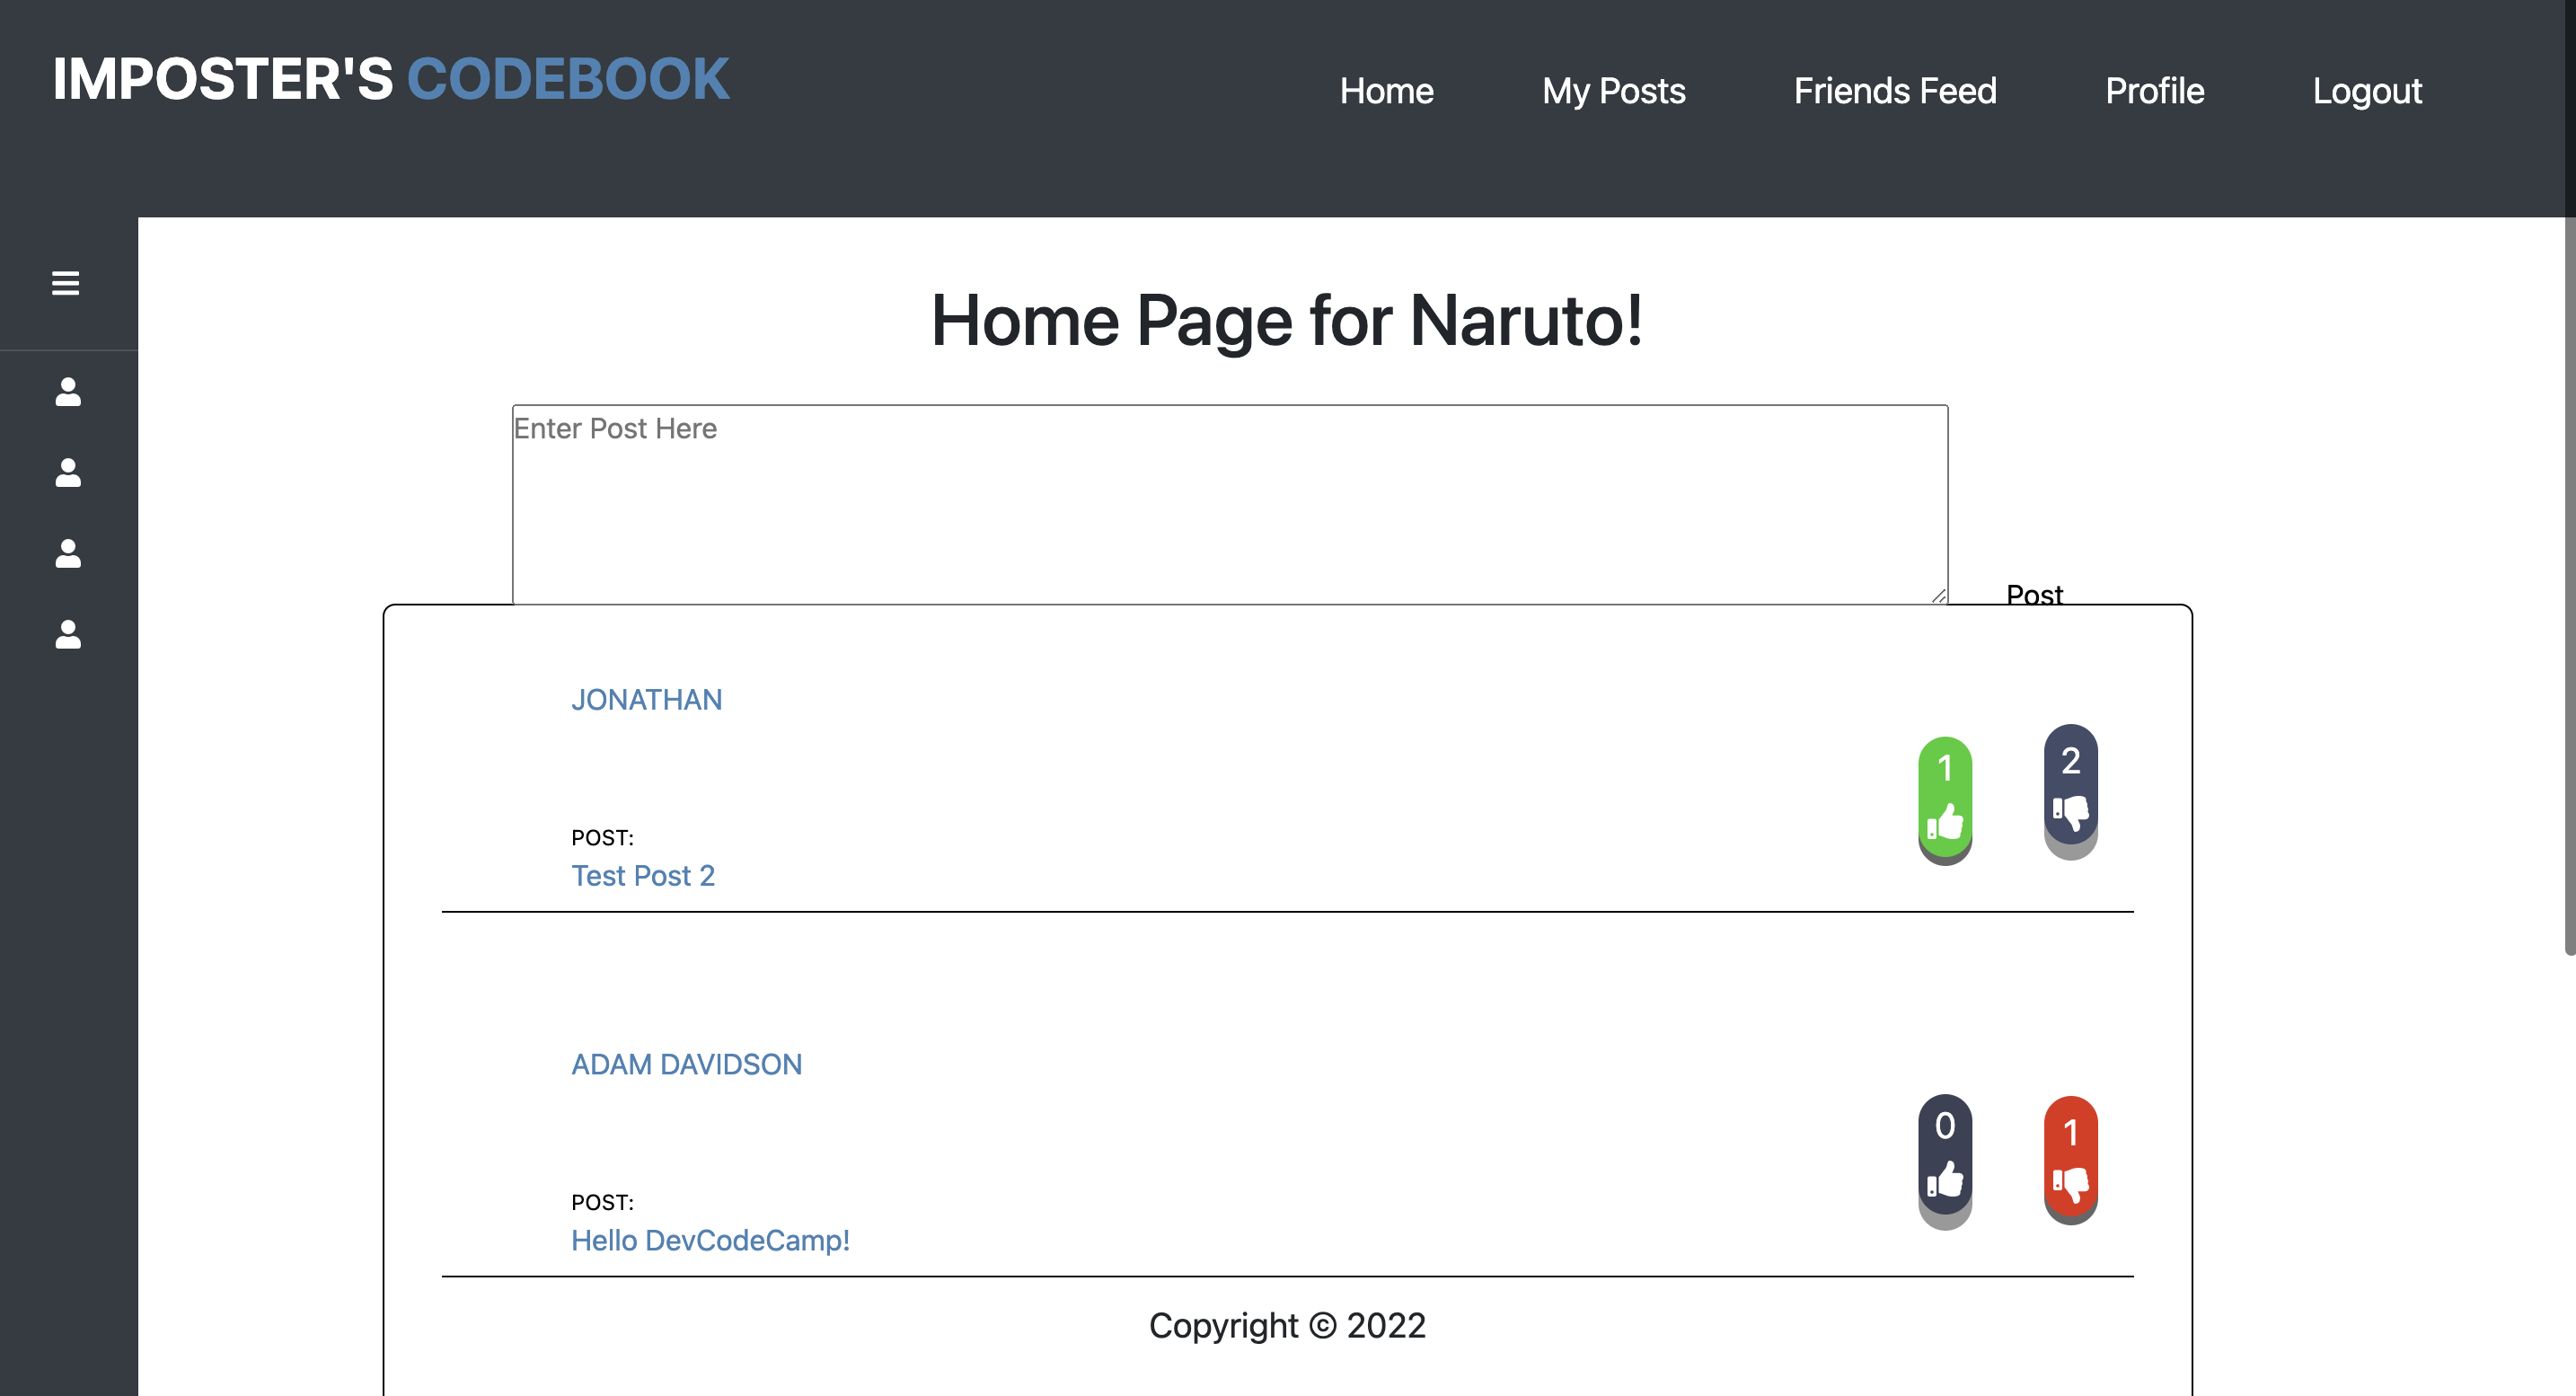 IMPOSTER'S CODEBOOK
Home My Posts Friends Feed Profile Logout
Home Page for Naruto!
Enter Post Here
Post
JONATHAN
1 2
POST:
Test Post 2
ADAM DAVIDSON
0 1
POST:
Hello DevCodeCamp!
Copyright © 2022